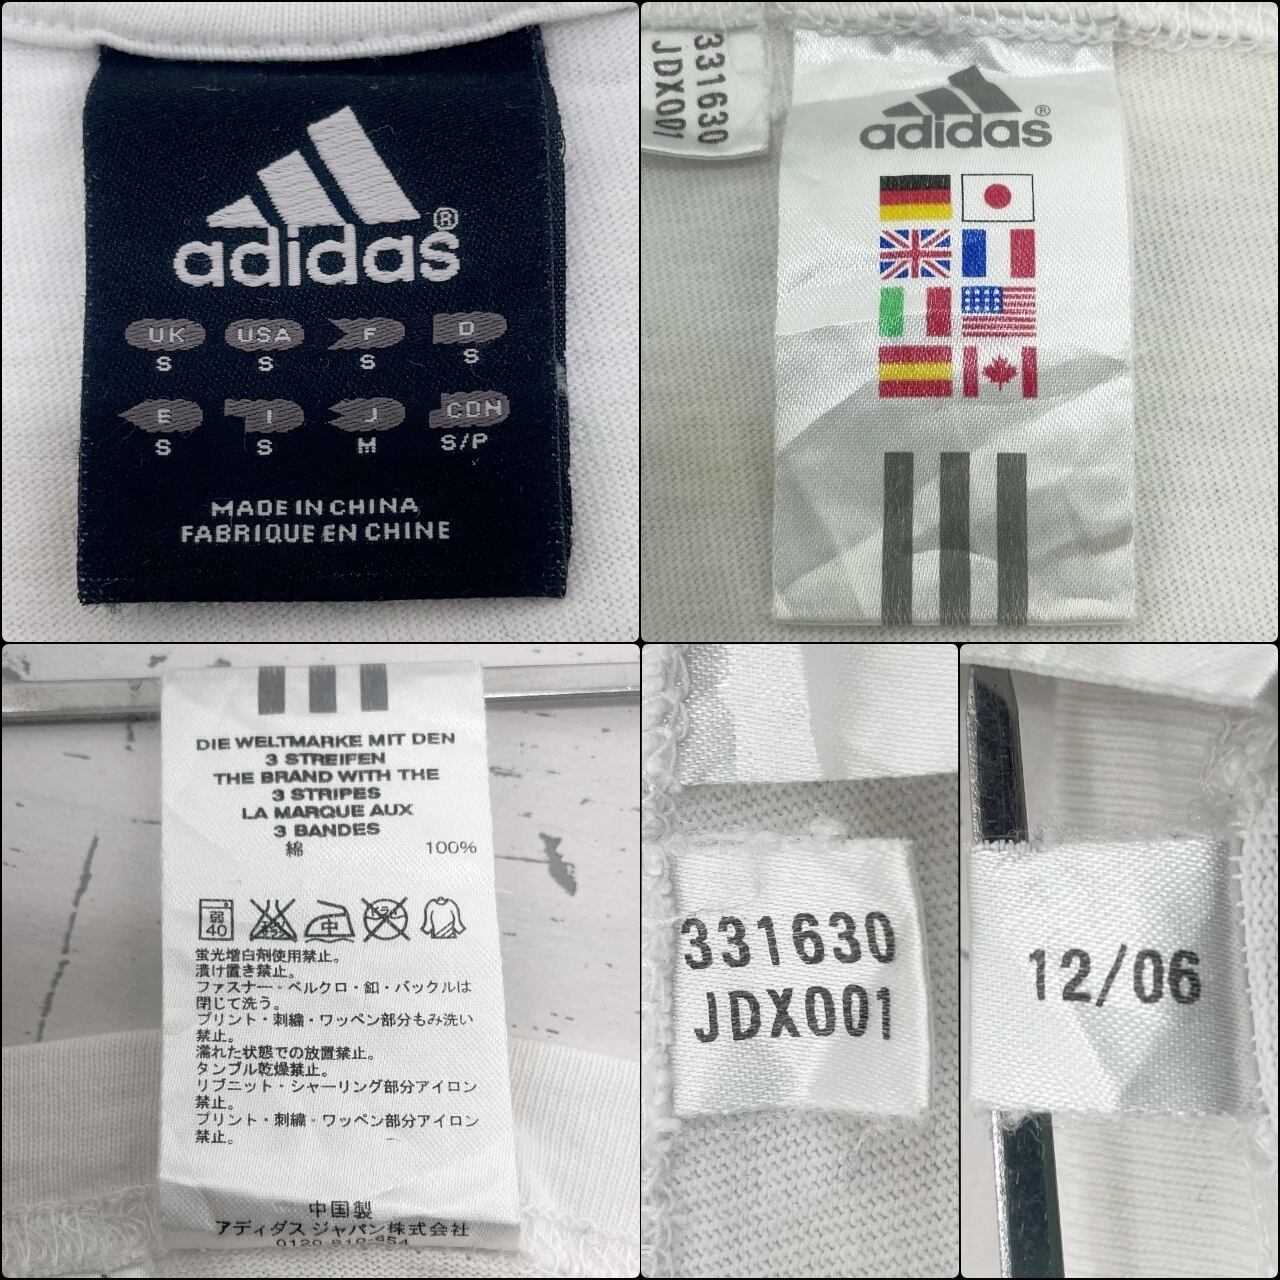 adidas®
UK USA F D
S S S S
E I J CDN
S S M S/P
MADE IN CHINA
FABRIQUE EN CHINE
331630
JDX001
adidas®
DIE WELTMARKE MIT DEN
3 STREIFEN
THE BRAND WITH THE
3 STRIPES
LA MARQUE AUX
3 BANDES
綿 100%
弱
40
中
蛍光増白剤使用禁止。
漬け置き禁止。
ファスナー・ベルクロ・釦・バックルは
閉じて洗う。
プリント・刺繍・ワッペン部分もみ洗い
禁止。
濡れた状態での放置禁止。
タンブル乾燥禁止。
リブニット・シャーリング部分アイロン
禁止。
プリント・刺繍・ワッペン部分アイロン
禁止。
中国製
アディダス ジャパン株式会社
0120-810-654
331630
JDX001
12/06